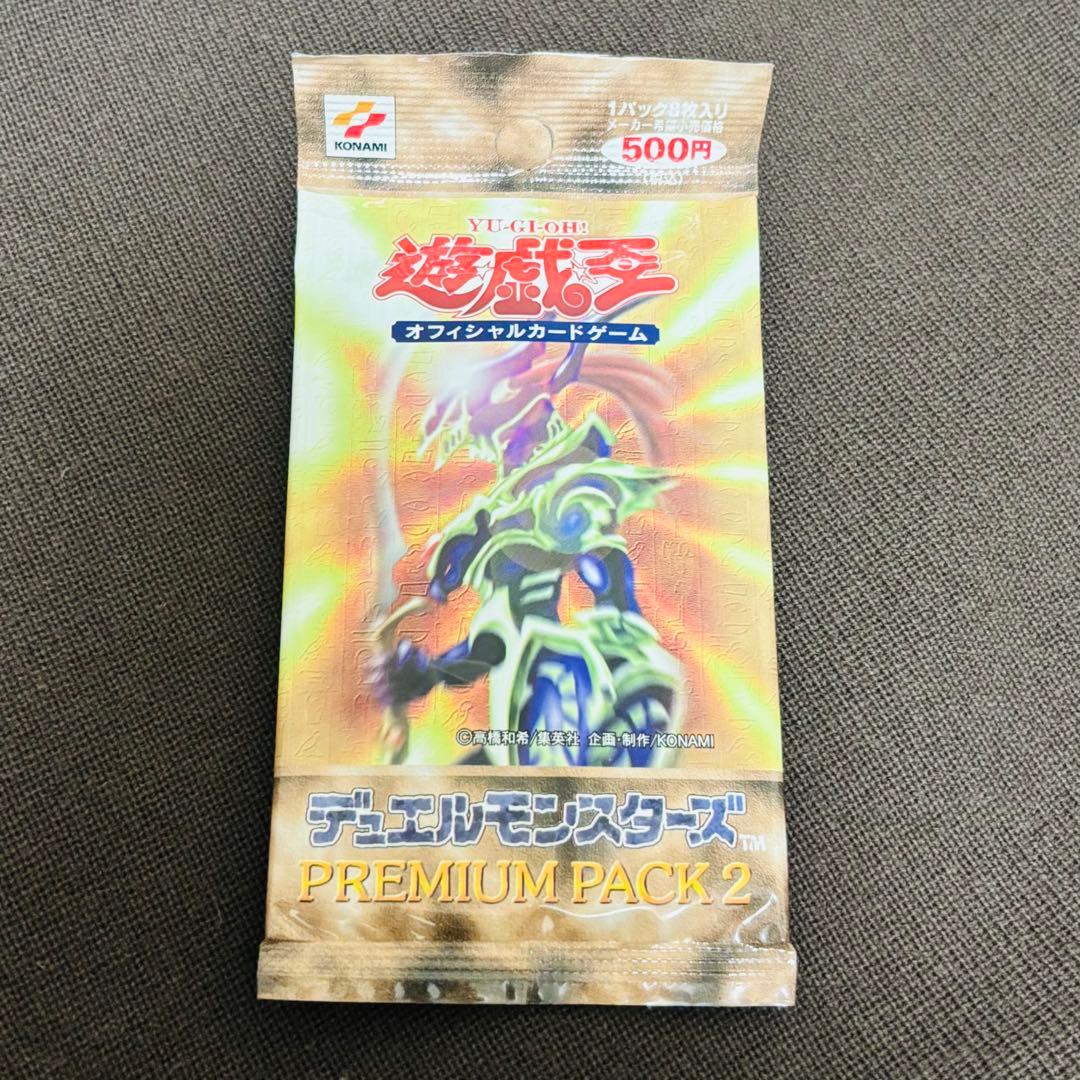 KONAMI
1パック8枚入り
メーカー希望小売価格
500円
YU-GI-OH!
遊戯王
オフィシャルカードゲーム
©高橋和希/集英社 企画・制作/KONAMI
デュエルモンスターズ™
PREMIUM PACK 2